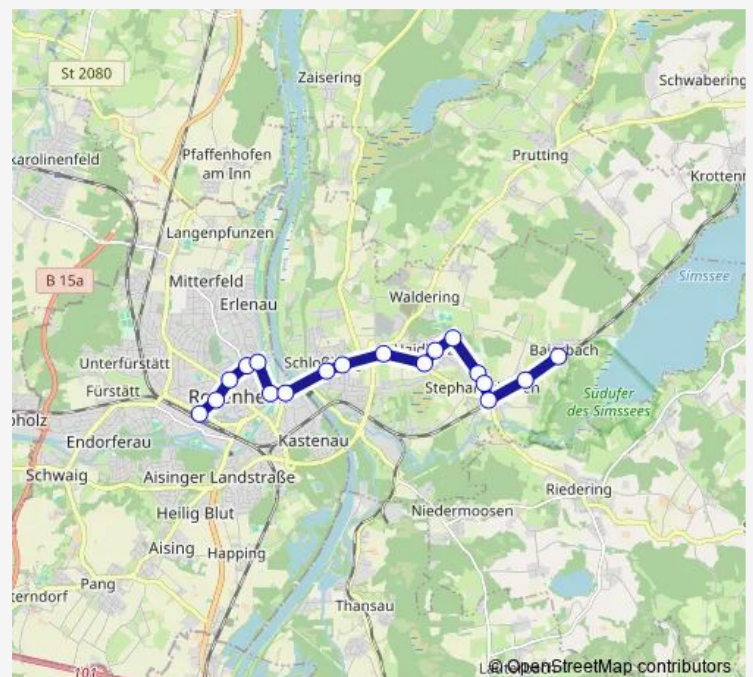 St 2080
Zaisering
Schwabering
karolinenfeld
Pfaffenhofen
am Inn
Prutting
Langenpfunzen
B 15a
Mitterfeld
Simssee
Erlenau
Waldering
Unterfürstätt
Fürstätt
Südufer
des Simssees
Endorferau
Kastenau
Schwaig
Aisinger Landstraße
Riedering
Heilig Blut
Niedermoosen
Aising
Happing
Pang
Thansau
© OpenStreetMap contributors